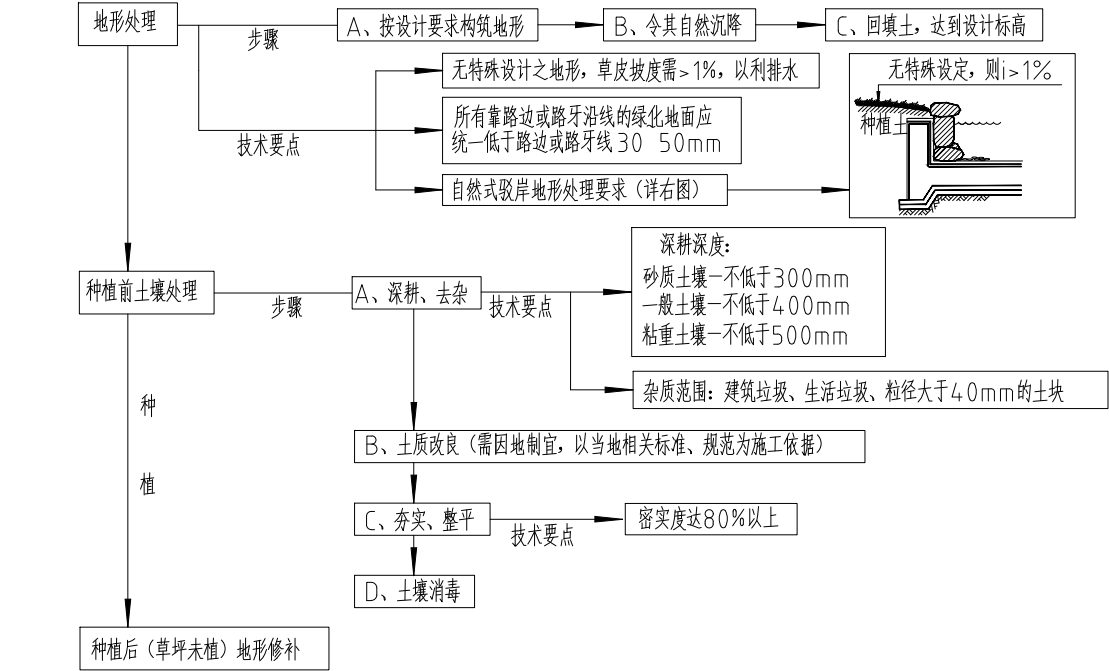 地形处理
步骤
A、按设计要求构筑地形
B、令其自然沉降
C、回填土，达到设计标高
技术要点
无特殊设计之地形，草皮坡度需>1%，以利排水
所有靠路边或路牙沿线的绿化地面应
统一低于路边或路牙线30 50mm
自然式驳岸地形处理要求（详右图）
无特殊设定，则i>1%
种植土
种植前土壤处理
步骤
A、深耕、去杂
技术要点
深耕深度：
砂质土壤—不低于300mm
一般土壤—不低于400mm
粘重土壤—不低于500mm
杂质范围：建筑垃圾、生活垃圾、粒径大于40mm的土块
B、土质改良（需因地制宜，以当地相关标准、规范为施工依据）
C、夯实、整平
技术要点
密实度达80%以上
D、土壤消毒
种
植
种植后（草坪未植）地形修补